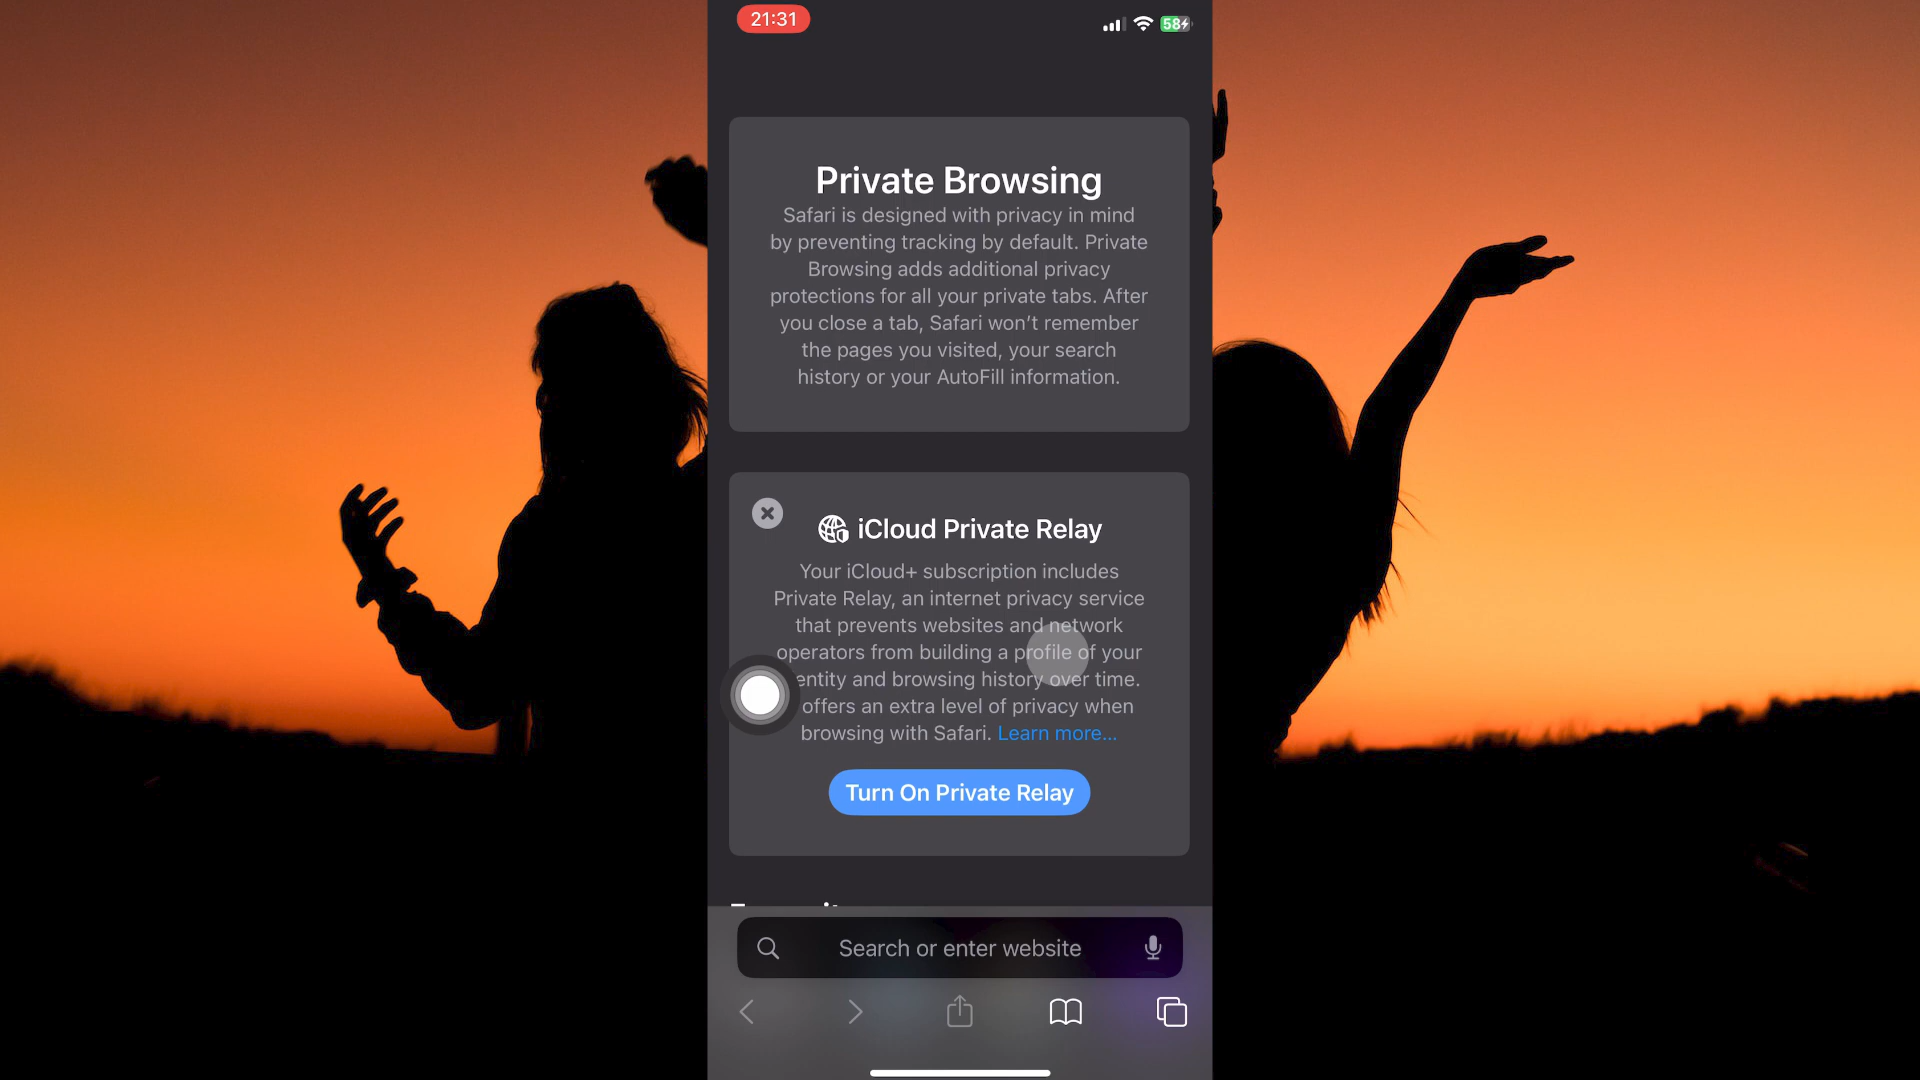 21:31
58
Private Browsing
Safari is designed with privacy in mind
by preventing tracking by default. Private
Browsing adds additional privacy
protections for all your private tabs. After
you close a tab, Safari won't remember
the pages you visited, your search
history or your AutoFill information.
iCloud Private Relay
Your iCloud+ subscription includes
Private Relay, an internet privacy service
that prevents websites and network
operators from building a profile of your
entity and browsing history over time.
offers an extra level of privacy when
browsing with Safari. Learn more...
Turn On Private Relay
Search or enter website